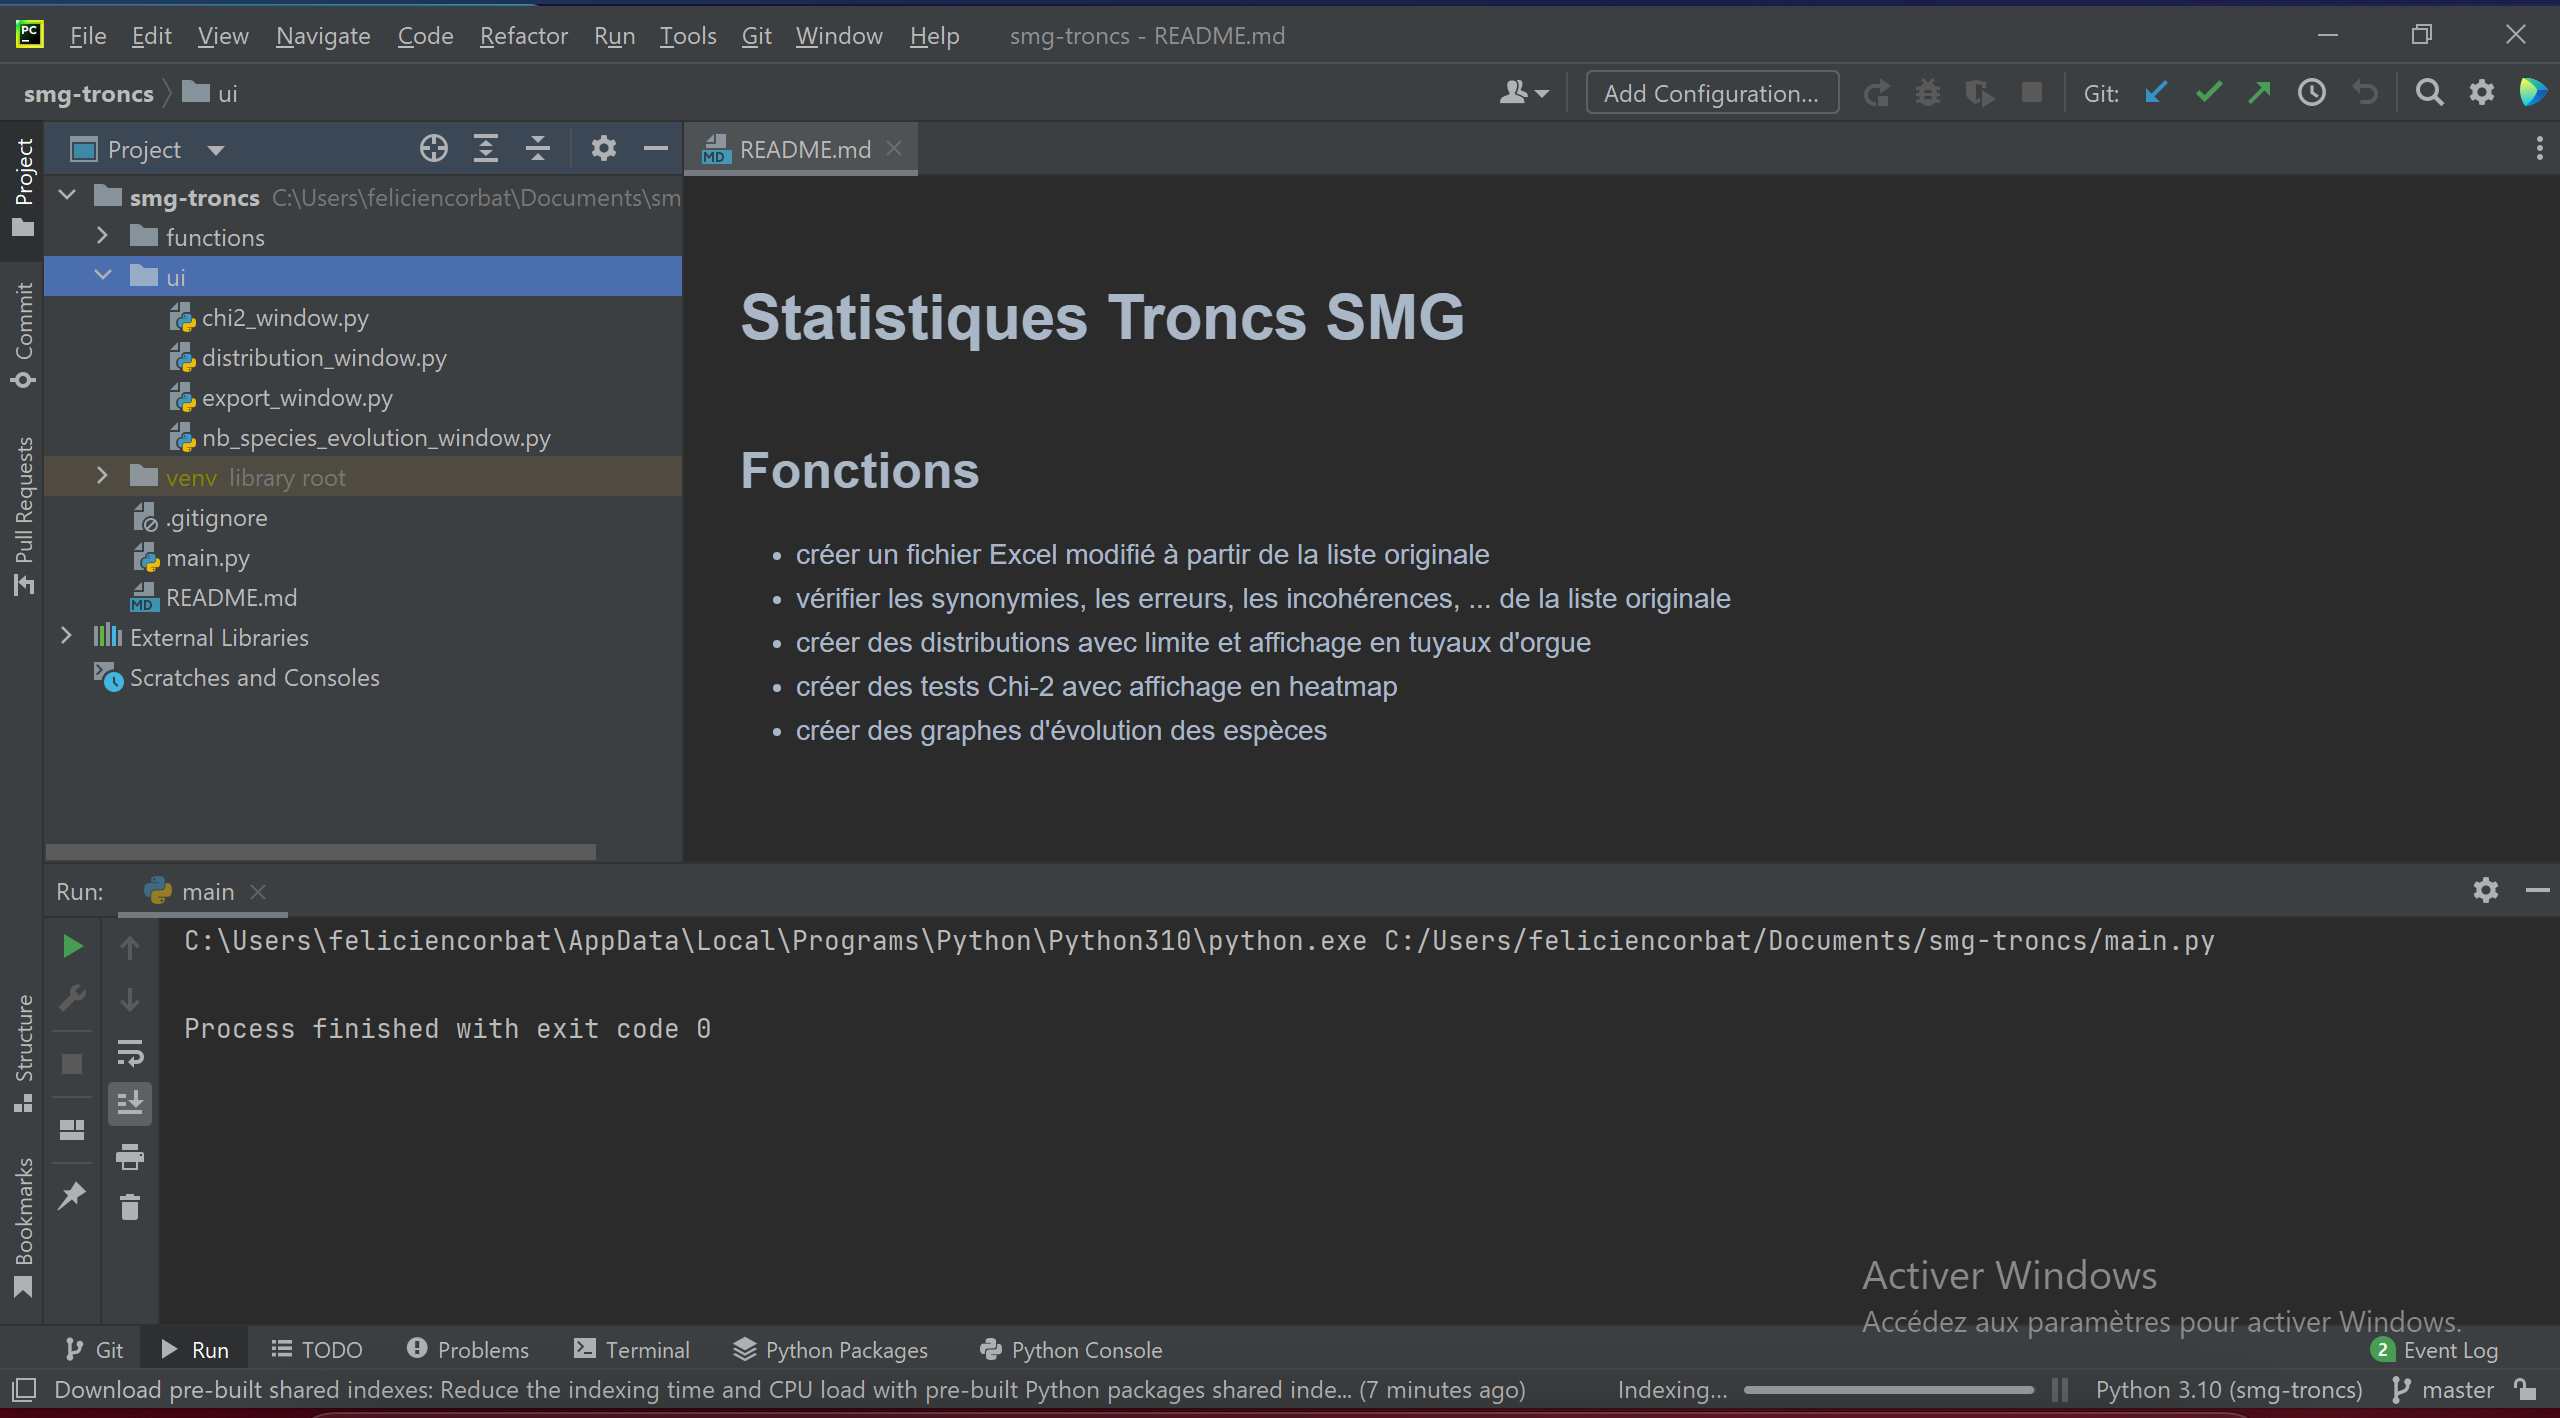 PC
File Edit View Navigate Code Refactor Run Tools Git Window Help smg-troncs - README.md
smg-troncs ui
Add Configuration...
Git:
Project
README.md
smg-troncs C:\Users\feliciencorbat\Documents\sm
functions
ui
chi2_window.py
distribution_window.py
export_window.py
nb_species_evolution_window.py
venv library root
.gitignore
main.py
MD README.md
External Libraries
Scratches and Consoles
Project
Commit
Pull Requests
Structure
Bookmarks
MD
Statistiques Troncs SMG
Fonctions
• créer un fichier Excel modifié à partir de la liste originale
• vérifier les synonymies, les erreurs, les incohérences, ... de la liste originale
• créer des distributions avec limite et affichage en tuyaux d'orgue
• créer des tests Chi-2 avec affichage en heatmap
• créer des graphes d'évolution des espèces
Run: main
C:\Users\feliciencorbat\AppData\Local\Programs\Python\Python310\python.exe C:/Users/feliciencorbat/Documents/smg-troncs/main.py
Process finished with exit code 0
Activer Windows
Accédez aux paramètres pour activer Windows.
Git Run TODO Problems Terminal Python Packages Python Console 2 Event Log
Download pre-built shared indexes: Reduce the indexing time and CPU load with pre-built Python packages shared inde... (7 minutes ago) Indexing... Python 3.10 (smg-troncs) master